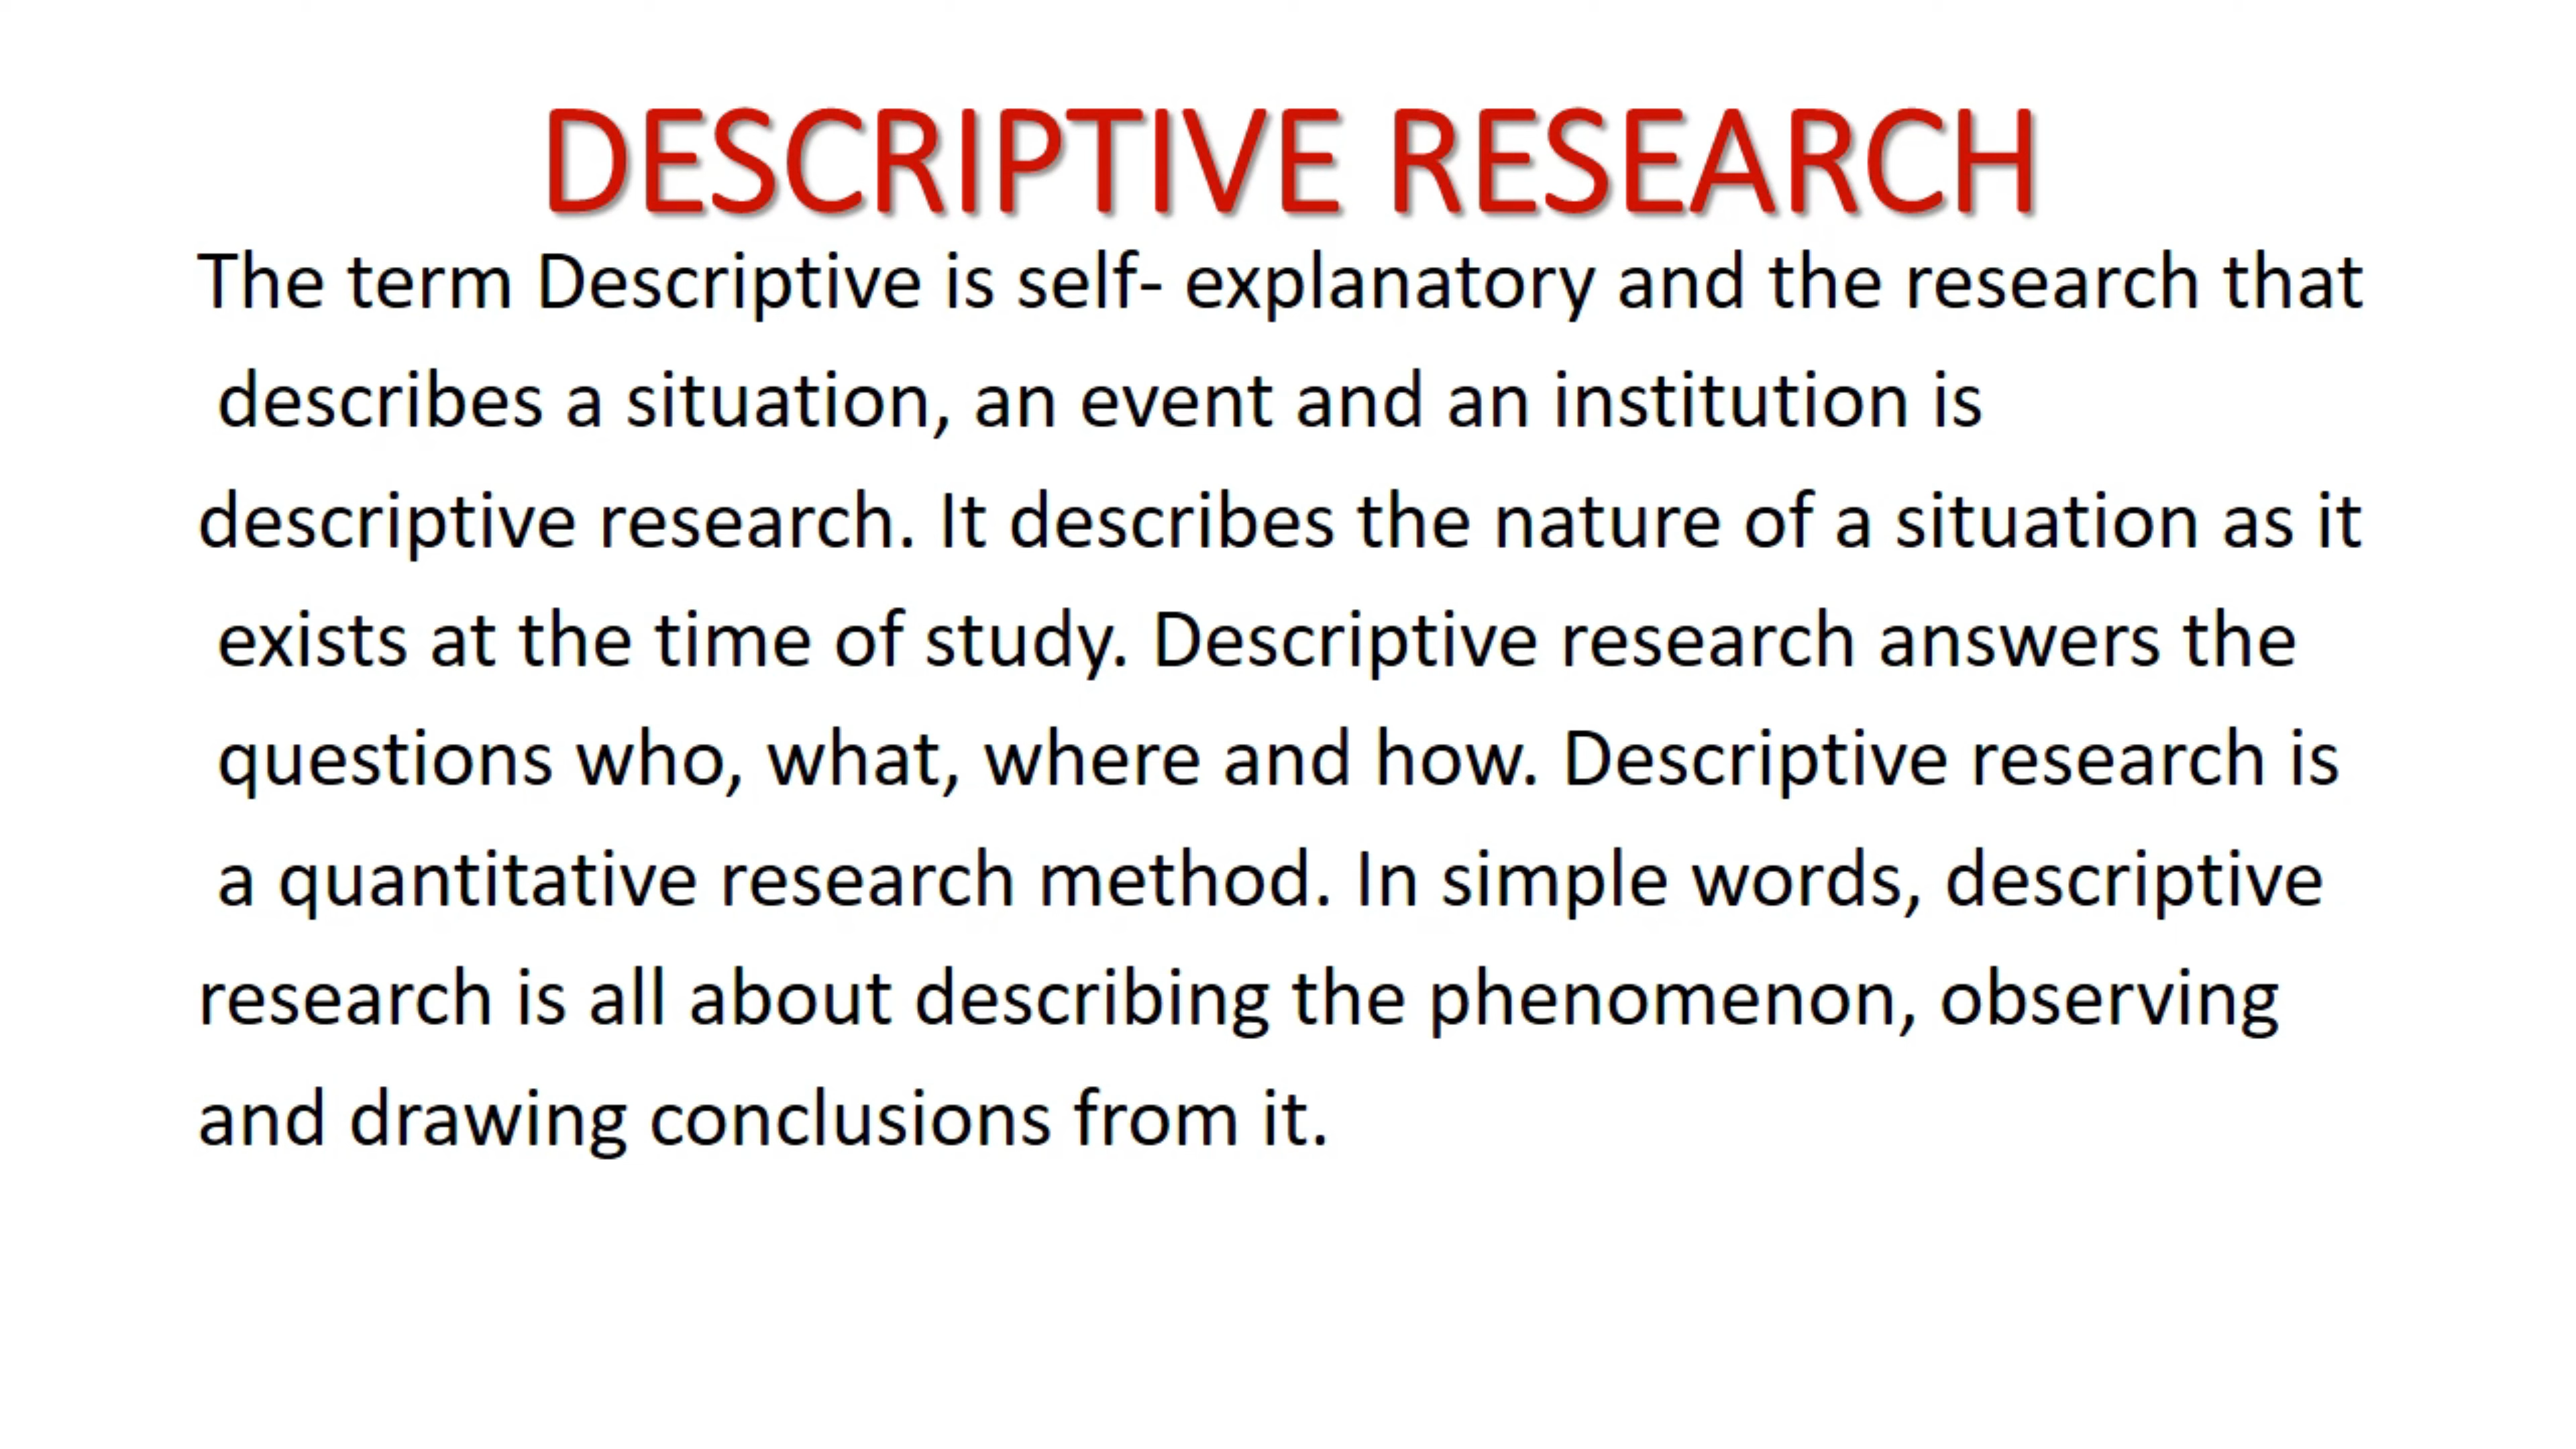 DESCRIPTIVE RESEARCH
The term Descriptive is self- explanatory and the research that
describes a situation, an event and an institution is
descriptive research. It describes the nature of a situation as it
exists at the time of study. Descriptive research answers the
questions who, what, where and how. Descriptive research is
a quantitative research method. In simple words, descriptive
research is all about describing the phenomenon, observing
and drawing conclusions from it.